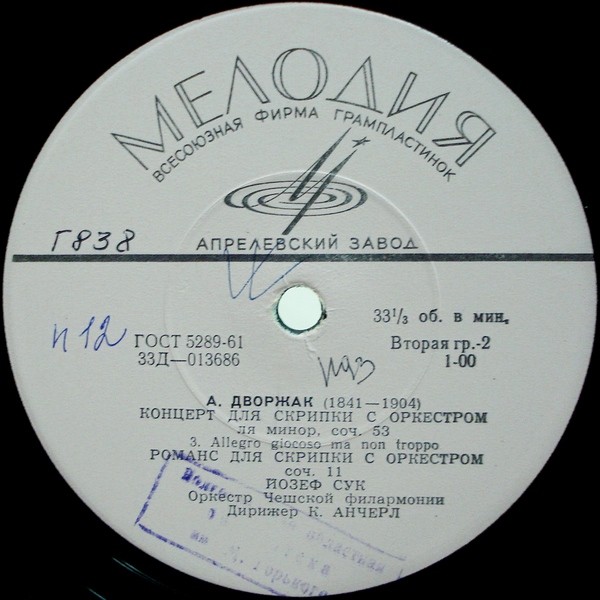 МЕЛОДИЯ
ВСЕСОЮЗНАЯ ФИРМА ГРАМПЛАСТИНОК
АПРЕЛЕВСКИЙ ЗАВОД
Г838
33⅓ об. в мин,
п 12
ГОСТ 5289-61
Вторая гр.-2
33Д—013686
1-00
А. ДВОРЖАК (1841—1904)
КОНЦЕРТ ДЛЯ СКРИПКИ С ОРКЕСТРОМ
ля минор, соч. 53
3. Allegro giocoso ma non troppo
РОМАНС ДЛЯ СКРИПКИ С ОРКЕСТРОМ
соч. 11
ЙОЗЕФ СУК
Оркестр Чешской филармонии
Дирижер К. АНЧЕРЛ